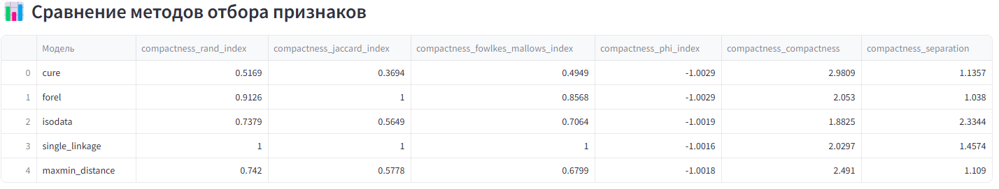 Сравнение методов отбора признаков
Модель compactness_rand_index compactness_jaccard_index compactness_fowlkes_mallows_index compactness_phi_index compactness_compactness compactness_separation
0 cure 0.5169 0.3694 0.4949 -1.0029 2.9809 1.1357
1 forel 0.9126 1 0.8568 -1.0029 2.053 1.038
2 isodata 0.7379 0.5649 0.7064 -1.0019 1.8825 2.3344
3 single_linkage 1 1 1 -1.0016 2.0297 1.4574
4 maxmin_distance 0.742 0.5778 0.6799 -1.0018 2.491 1.109